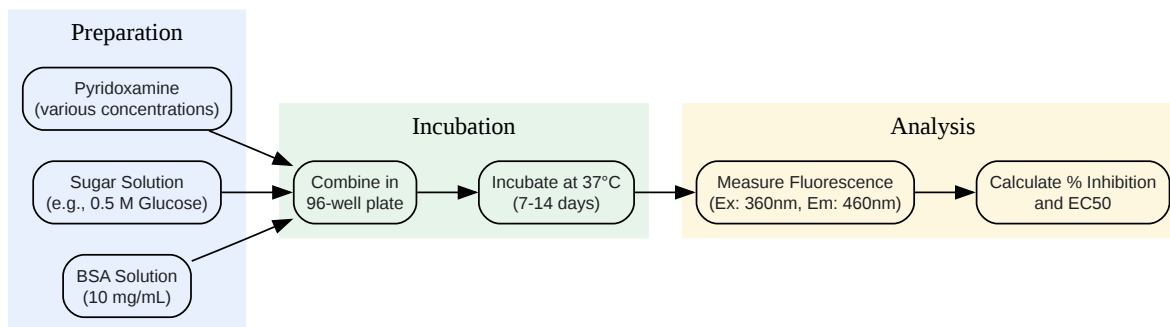 Preparation
Pyridoxamine
(various concentrations)
Sugar Solution
(e.g., 0.5 M Glucose)
BSA Solution
(10 mg/mL)
Incubation
Combine in
96-well plate
Incubate at 37°C
(7-14 days)
Analysis
Measure Fluorescence
(Ex: 360nm, Em: 460nm)
Calculate % Inhibition
and EC50